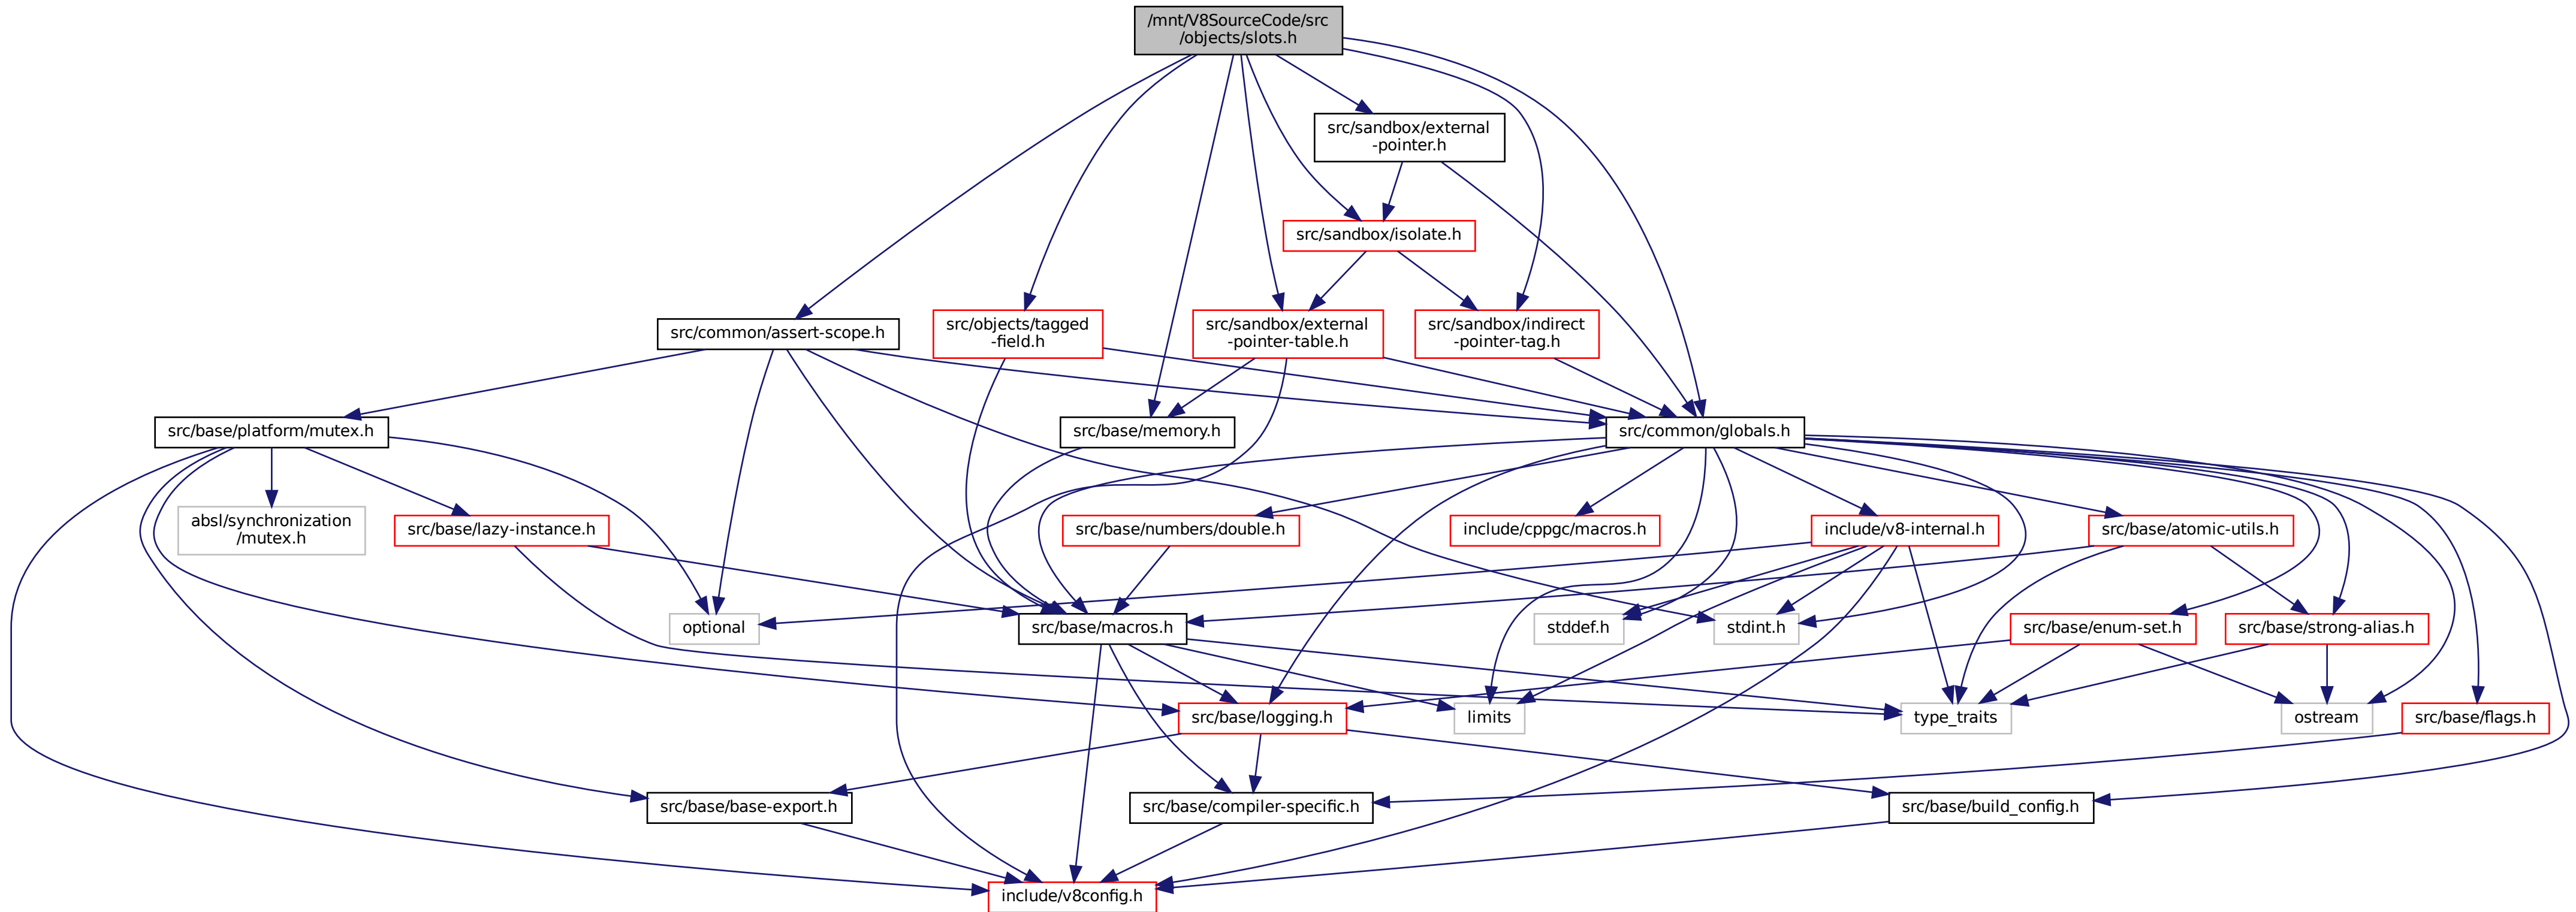 /mnt/V8SourceCode/src
/objects/slots.h
src/sandbox/external
-pointer.h
src/sandbox/isolate.h
src/common/assert-scope.h
src/objects/tagged
-field.h
src/sandbox/external
-pointer-table.h
src/sandbox/indirect
-pointer-tag.h
src/base/platform/mutex.h
src/base/memory.h
src/common/globals.h
absl/synchronization
/mutex.h
src/base/lazy-instance.h
src/base/numbers/double.h
include/cppgc/macros.h
include/v8-internal.h
src/base/atomic-utils.h
optional
src/base/macros.h
stddef.h
stdint.h
src/base/enum-set.h
src/base/strong-alias.h
src/base/logging.h
limits
type_traits
ostream
src/base/flags.h
src/base/base-export.h
src/base/compiler-specific.h
src/base/build_config.h
include/v8config.h